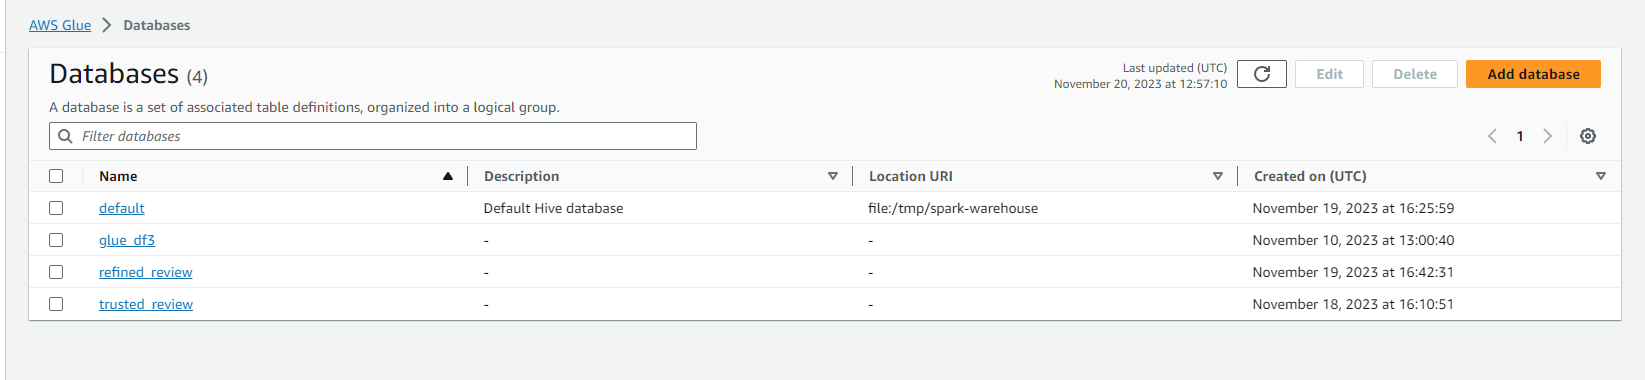 AWS Glue > Databases
Databases (4)
Last updated (UTC)
November 20, 2023 at 12:57:10
Edit
Delete
Add database
A database is a set of associated table definitions, organized into a logical group.
Filter databases
1
Name Description Location URI Created on (UTC)
default Default Hive database file:/tmp/spark-warehouse November 19, 2023 at 16:25:59
glue_df3 - - November 10, 2023 at 13:00:40
refined_review - - November 19, 2023 at 16:42:31
trusted_review - - November 18, 2023 at 16:10:51